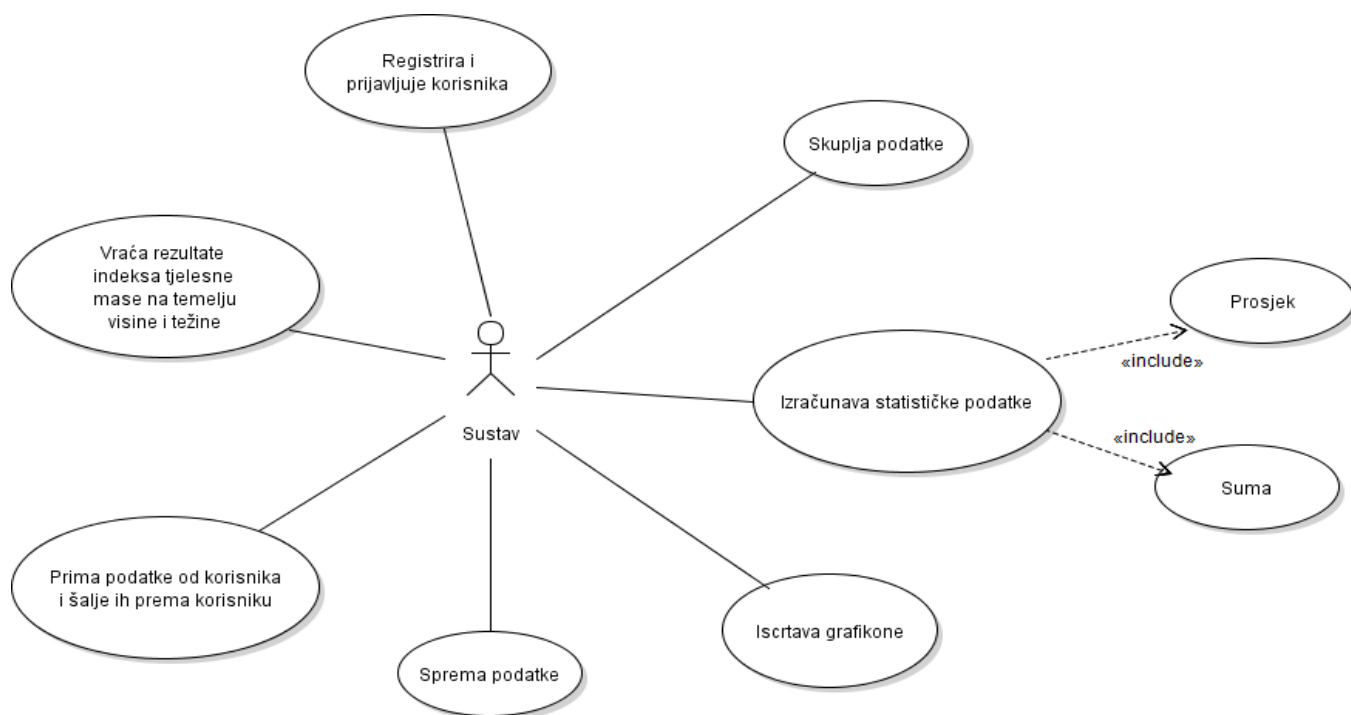 Registrira i
prijavljuje korisnika
Skuplja podatke
Vraća rezultate
indeksa tjelesne
mase na temelju
visine i težine
Prosjek
«include»
Izračunava statističke podatke
Sustav
«include»
Suma
Prima podatke od korisnika
i šalje ih prema korisniku
Iscrtava grafikone
Sprema podatke